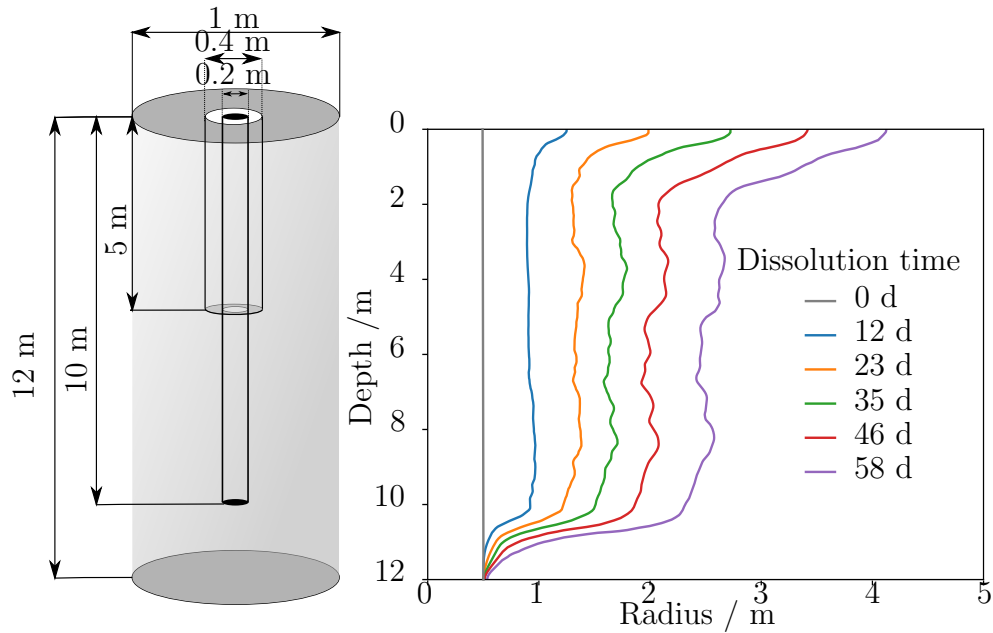 1 m
0.4 m
0.2 m
5 m
10 m
12 m
0
2
4
6
8
10
12
Depth /m
0
1
2
3
4
5
Radius / m
Dissolution time
0 d
12 d
23 d
35 d
46 d
58 d